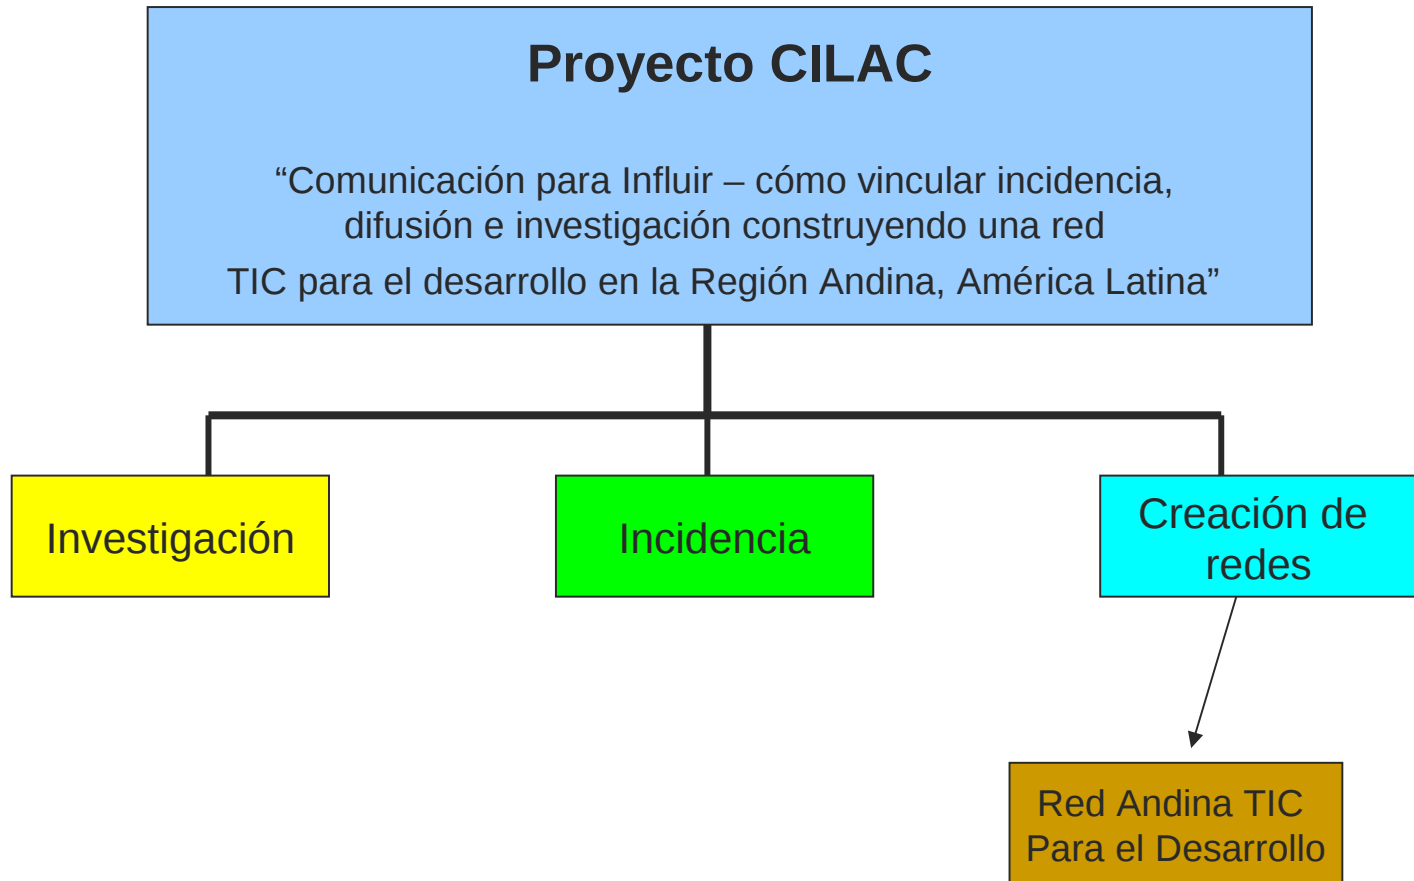 Proyecto CILAC
“Comunicación para Influir – cómo vincular incidencia,
difusión e investigación construyendo una red
TIC para el desarrollo en la Región Andina, América Latina”
Investigación
Incidencia
Creación de
redes
Red Andina TIC
Para el Desarrollo